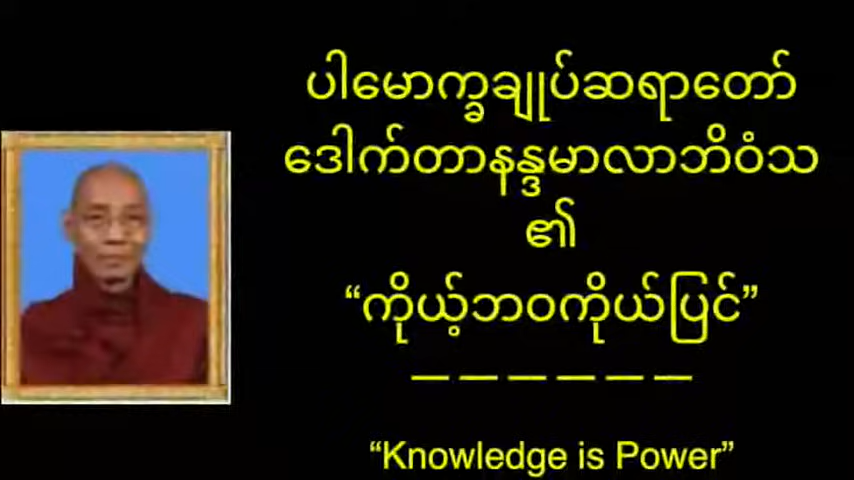 ပါမောက္ခချုပ်ဆရာတော်
ဒေါက်တာနန္ဒမာလာဘိဝံသ
၏
“ကိုယ့်ဘဝကိုယ်ပြင်”
– – – – – –
“Knowledge is Power”